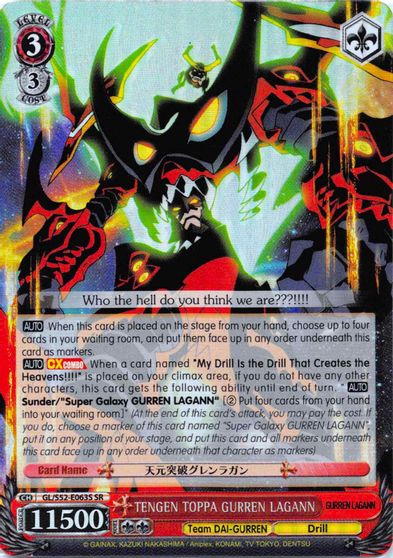 LEVEL
3
3
COST
Who the hell do you think we are???!!!!
AUTO When this card is placed on the stage from your hand, choose up to four
cards in your waiting room, and put them face up in any order underneath this
card as markers.
AUTO CX COMBO When a card named "My Drill Is the Drill That Creates the
Heavens!!!!" is placed on your climax area, if you do not have any other
characters, this card gets the following ability until end of turn. " AUTO
Sunder/"Super Galaxy GURREN LAGANN" [② Put four cards from your hand
into your waiting room]" (At the end of this card's attack, you may pay the cost. If
you do, choose a marker of this card named "Super Galaxy GURREN LAGANN",
put it on any position of your stage, and put this card and all markers underneath
this card face up in any order underneath that character as markers.)
Card Name 天元突破グレンラガン
CH GL/S52-E063S SR TENGEN TOPPA GURREN LAGANN GURREN LAGANN
POWER 11500 Team DAI-GURREN Drill
© GAINAX, KAZUKI NAKASHIMA / Aniplex, KONAMI, TV TOKYO, DENTSU